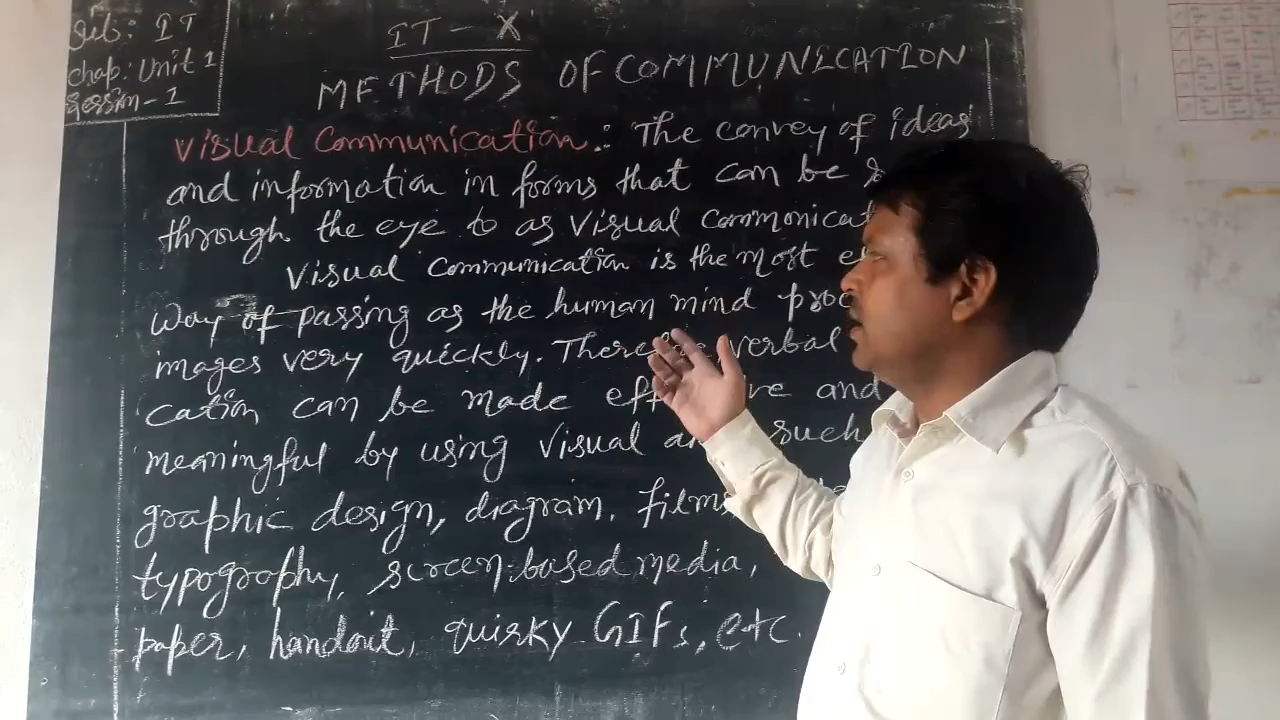 Sub: IT
Chap: Unit 1
Session-1
IT - X
METHODS OF COMMUNICATION
Visual Communication.: The convey of ideas
and information in forms that can be
through the eye to as visual commonicat
Visual communication is the most
Way of passing as the human mind
images very quickly. verbal
cation can be made and
meaningful by using visual such
graphic design, diagram, films
typography, screen-based media,
paper, handout, quirky GIFs, etc.